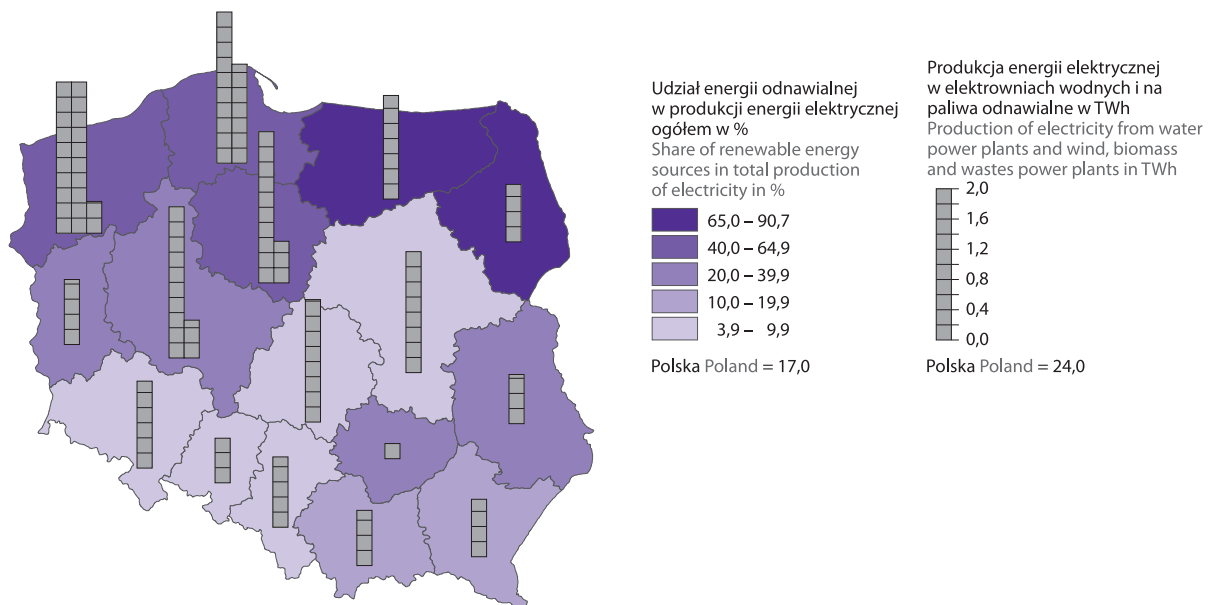 Udział energii odnawialnej
w produkcji energii elektrycznej
ogółem w %
Share of renewable energy
sources in total production
of electricity in %
65,0 – 90,7
40,0 – 64,9
20,0 – 39,9
10,0 – 19,9
3,9 – 9,9
Polska Poland = 17,0
Produkcja energii elektrycznej
w elektrowniach wodnych i na
paliwa odnawialne w TWh
Production of electricity from water
power plants and wind, biomass
and wastes power plants in TWh
2,0
1,6
1,2
0,8
0,4
0,0
Polska Poland = 24,0